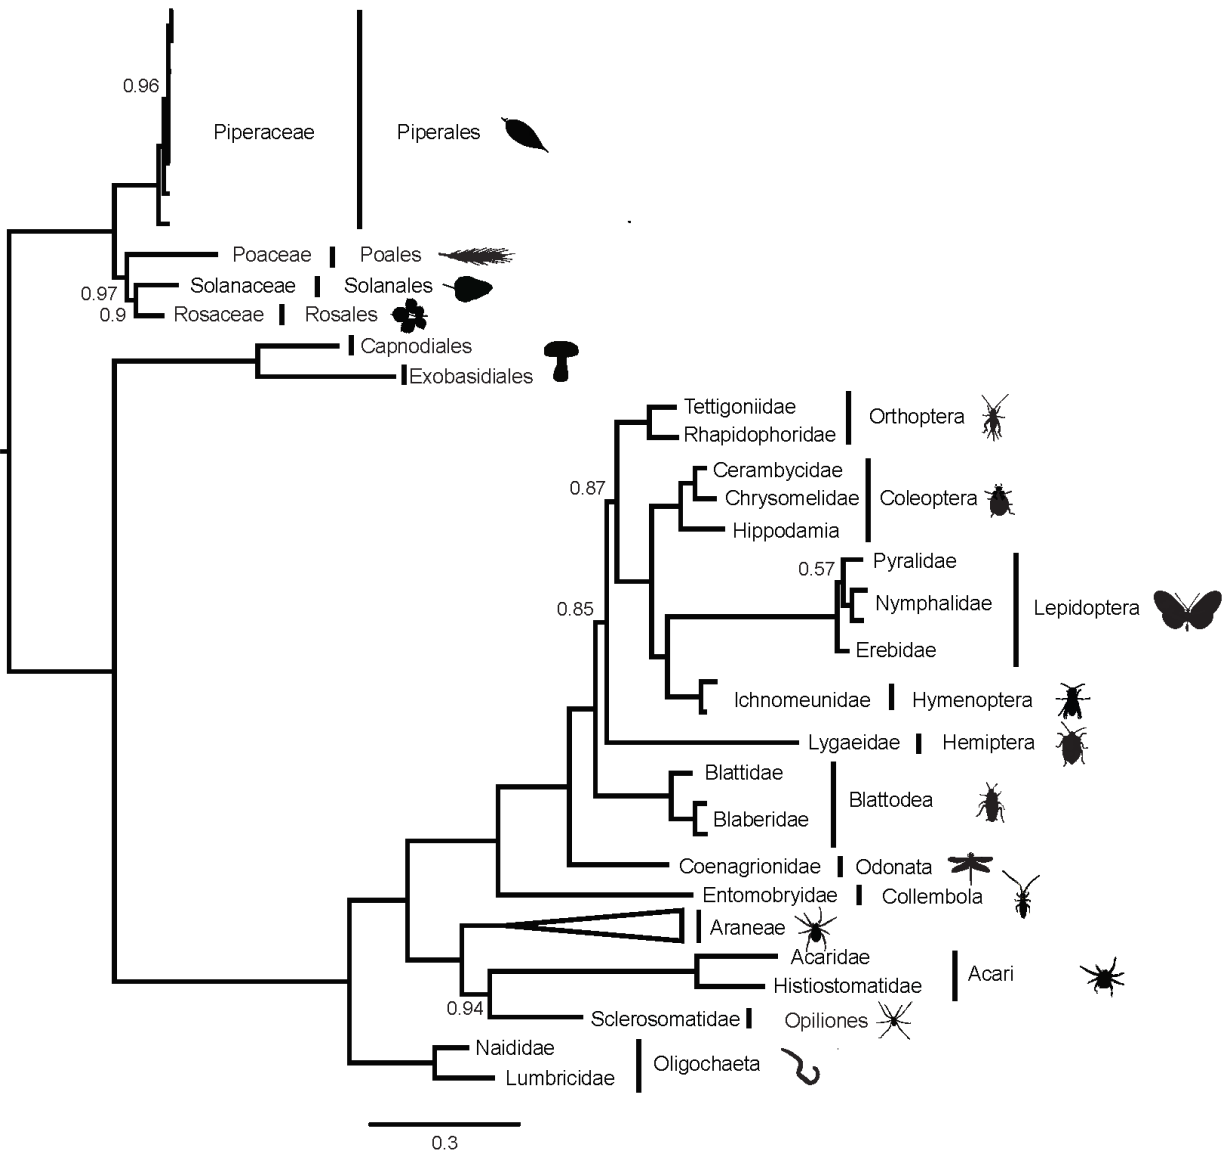 0.96
Piperaceae Piperales
Poaceae Poales
0.97 Solanaceae Solanales
0.9 Rosaceae Rosales
Capnodiales
Exobasidiales
Tettigoniidae
Orthoptera
Rhapidophoridae
Cerambycidae
0.87
Chrysomelidae Coleoptera
Hippodamia
Pyralidae
0.57
Nymphalidae Lepidoptera
0.85
Erebidae
Ichnomeunidae Hymenoptera
Lygaeidae Hemiptera
Blattidae
Blattodea
Blaberidae
Coenagrionidae Odonata
Entomobryidae Collembola
Araneae
Acaridae
Acari
Histiostomatidae
0.94
Sclerosomatidae Opiliones
Naididae
Oligochaeta
Lumbricidae
0.3